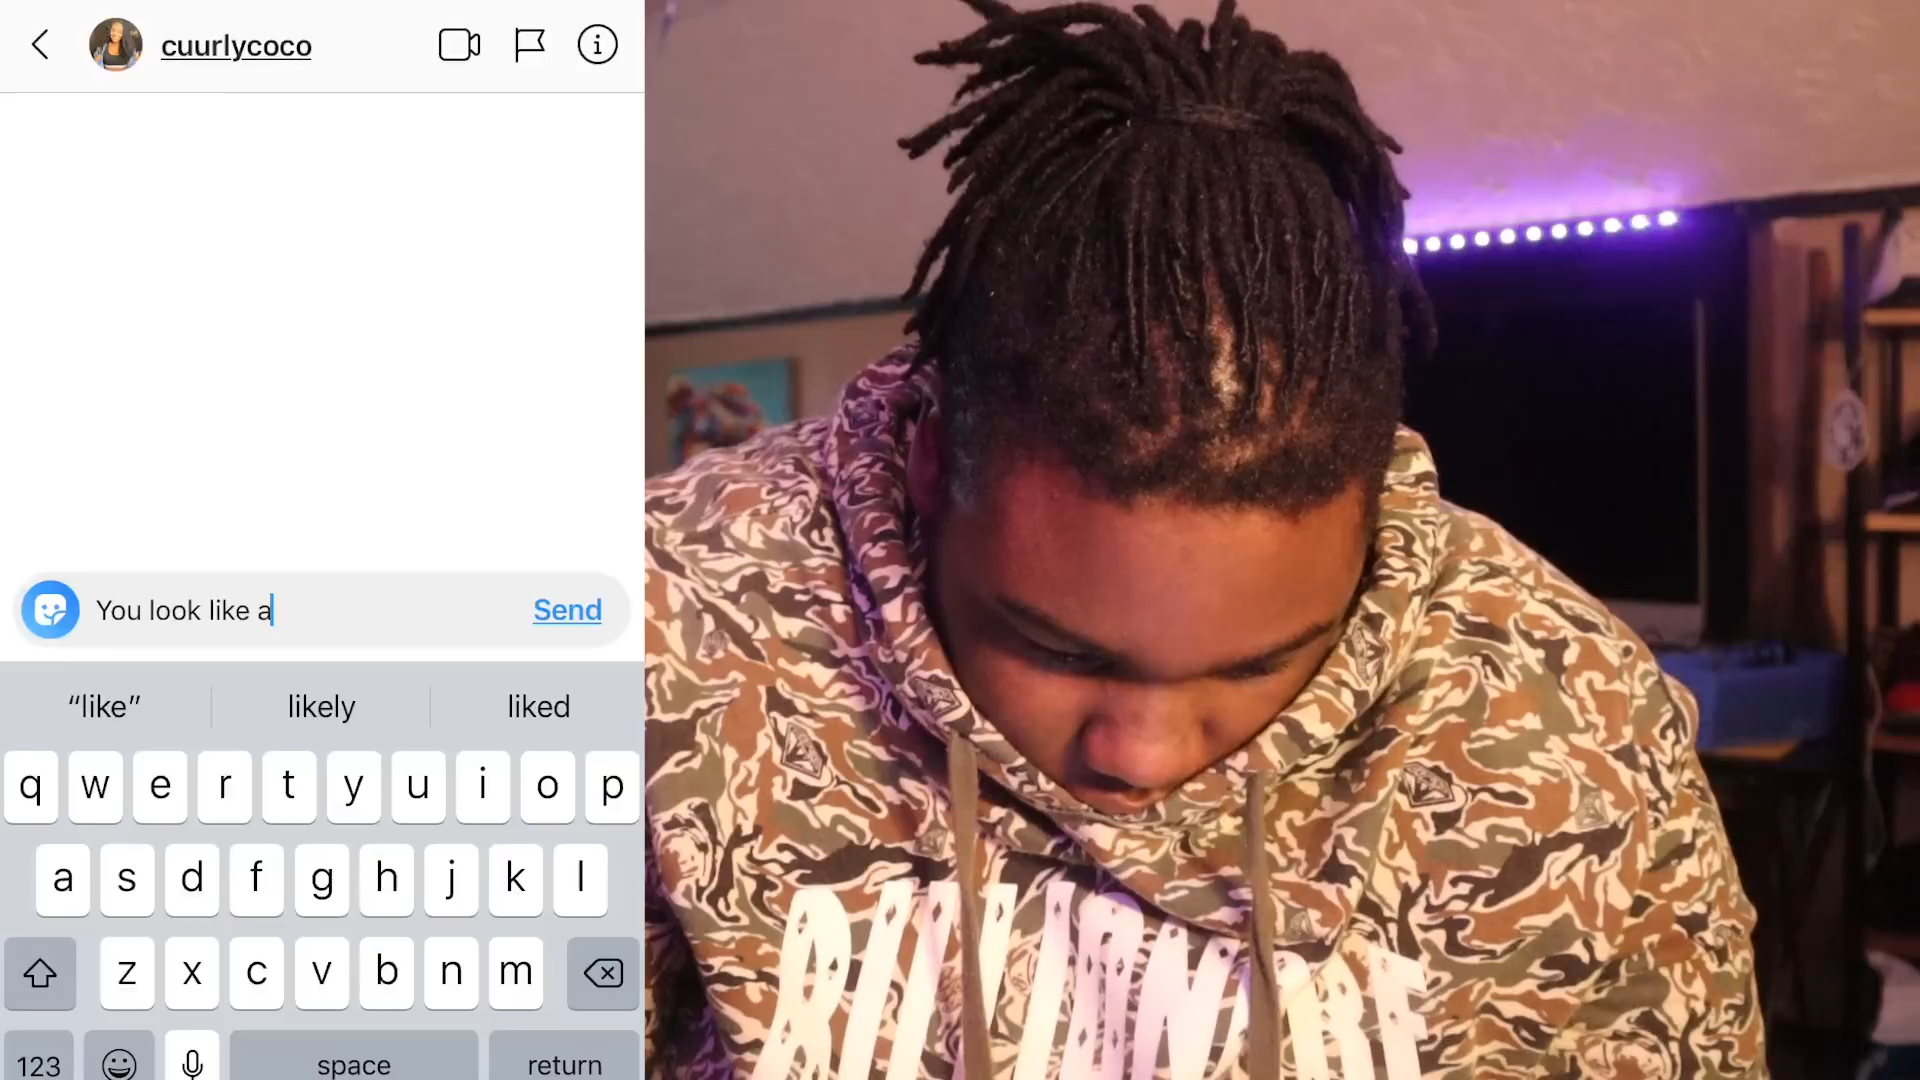 cuurlycoco
You look like a
Send
“like”
likely
liked
q w e r t y u i o p
a s d f g h j k l
z x c v b n m
123
space
return